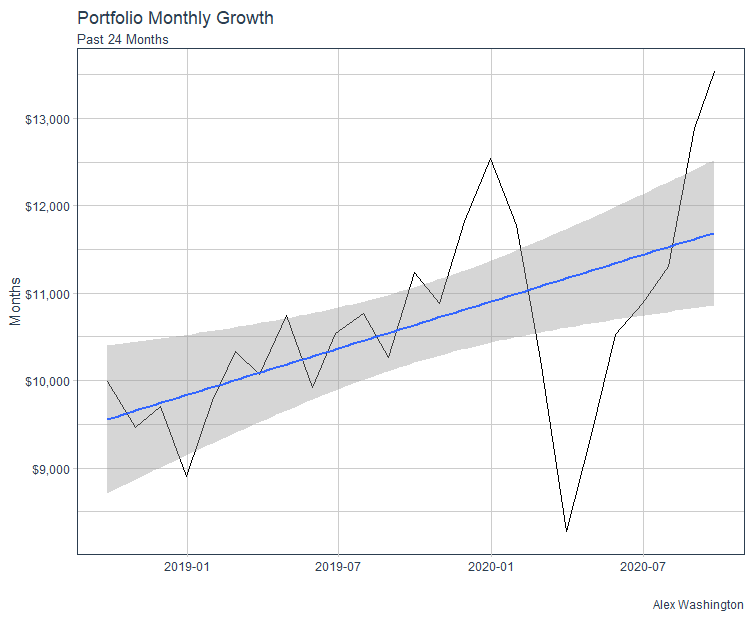 Portfolio Monthly Growth
Past 24 Months
$13,000
$12,000
$11,000
$10,000
$9,000
Months
2019-01 2019-07 2020-01 2020-07
Alex Washington